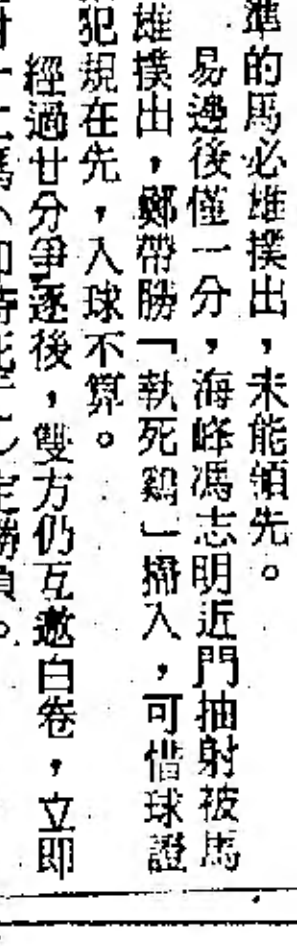 準的馬必雄撲出，未能領先。
易邊後僅一分，海峰馮志明近門抽射被馬
雄撲出，鄭帶勝「執死鷄」掃入，可惜球證
犯規在先，入球不算。
經過廿分爭逐後，雙方仍互邀白卷，立即
定勝負。